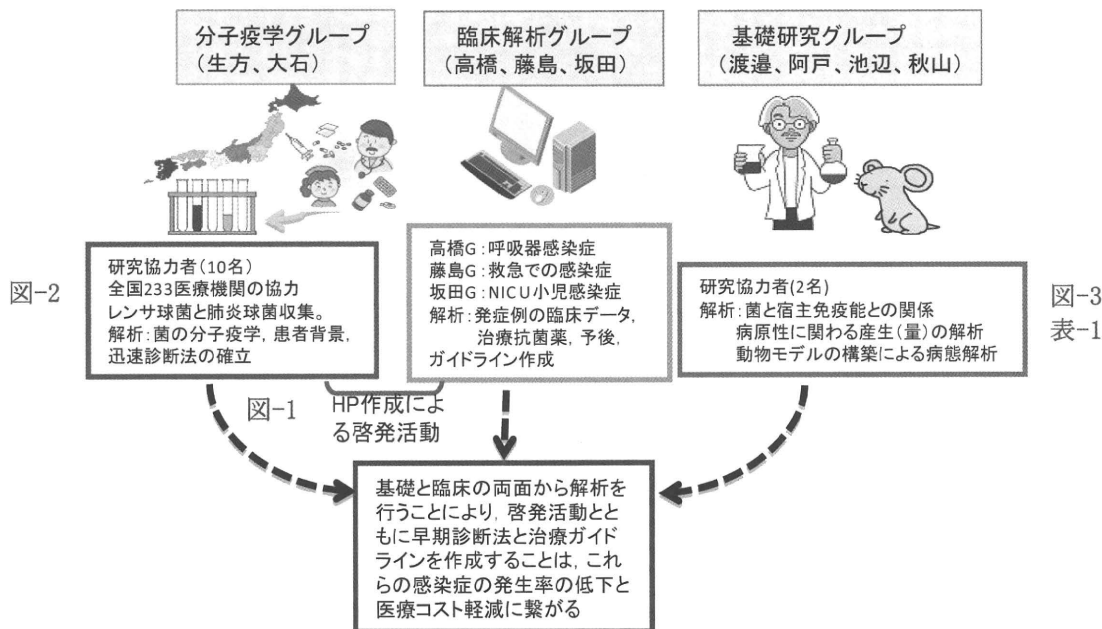 分子疫学グループ
(生方、大石)
臨床解析グループ
(高橋、藤島、坂田)
基礎研究グループ
(渡邉、阿戸、池辺、秋山)
図-2
研究協力者(10名)
全国233医療機関の協力
レンサ球菌と肺炎球菌収集。
解析:菌の分子疫学, 患者背景,
迅速診断法の確立
高橋G:呼吸器感染症
藤島G:救急での感染症
坂田G:NICU小児感染症
解析:発症例の臨床データ,
治療抗菌薬, 予後,
ガイドライン作成
研究協力者(2名)
解析:菌と宿主免疫能との関係
病原性に関わる産生(量)の解析
動物モデルの構築による病態解析
図-3
表-1
図-1
HP作成によ
る啓発活動
基礎と臨床の両面から解析を
行うことにより, 啓発活動とと
もに早期診断法と治療ガイド
ラインを作成することは, これ
らの感染症の発生率の低下と
医療コスト軽減に繋がる